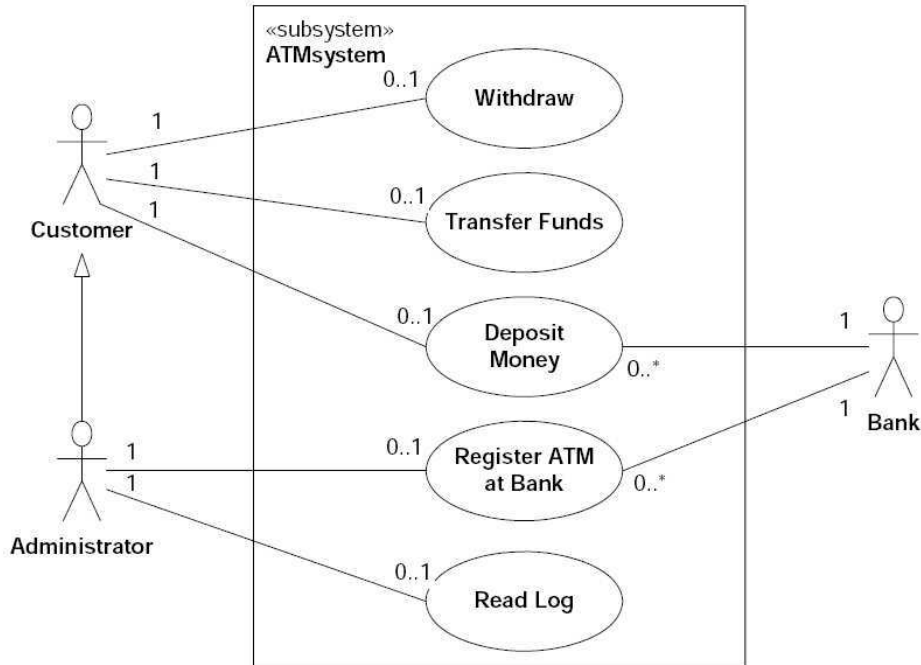 «subsystem»
ATMsystem
0..1
Withdraw
1
1
0..1
Transfer Funds
1
Customer
0..1
Deposit
Money
1
0..*
1
Bank
1
0..1
Register ATM
at Bank
1
0..*
Administrator
0..1
Read Log